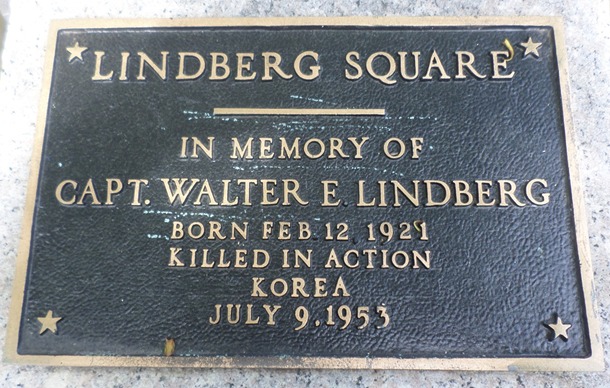 LINDBERG SQUARE
IN MEMORY OF
CAPT. WALTER E. LINDBERG
BORN FEB. 12, 1921
KILLED IN ACTION
KOREA
JULY 9, 1953